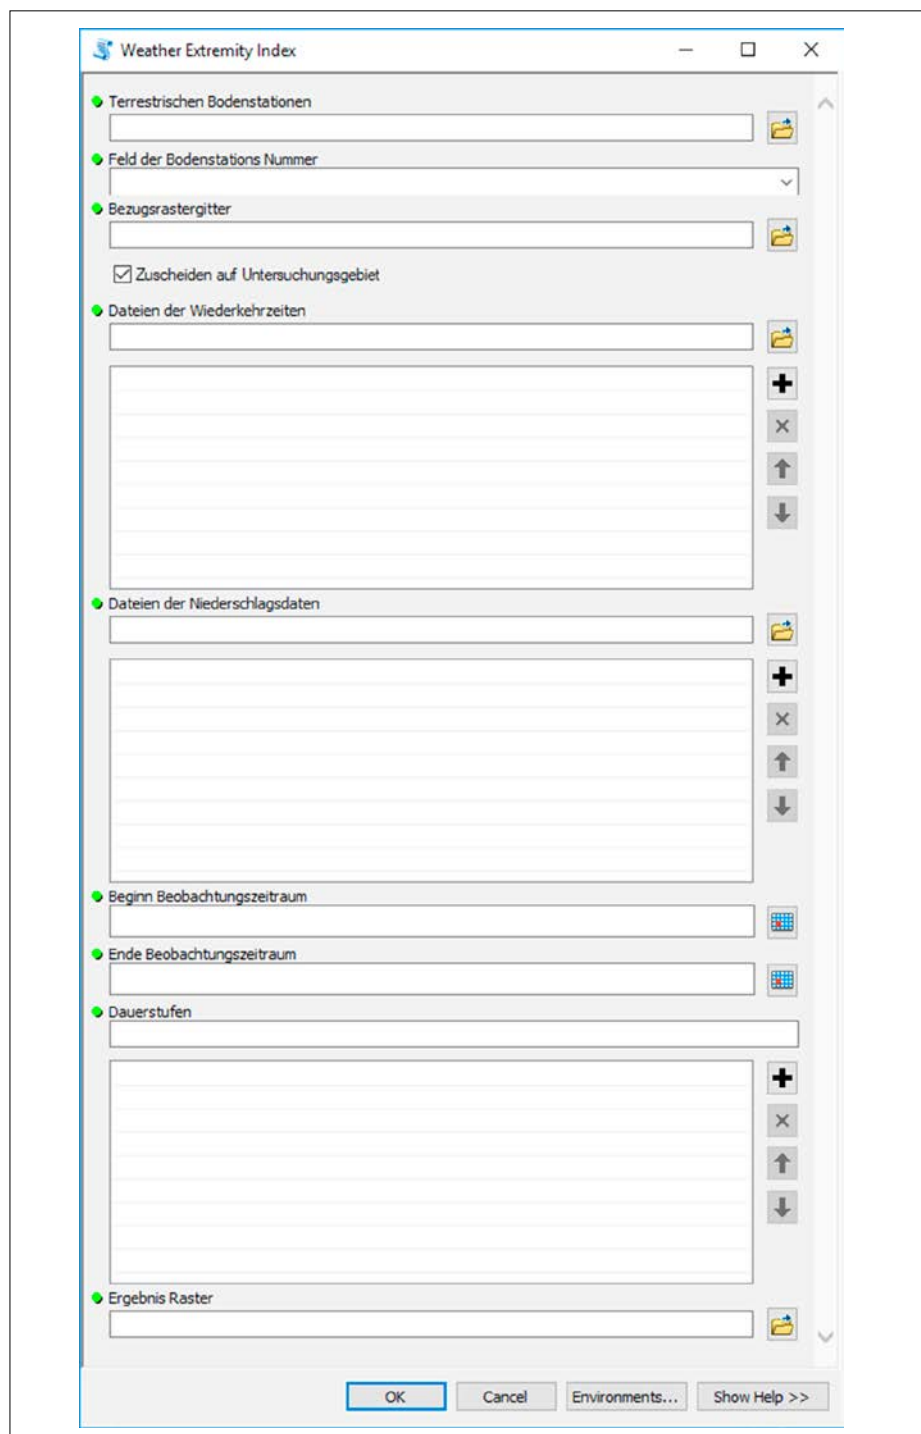 Weather Extremity Index
Terrestrischen Bodenstationen
Feld der Bodenstations Nummer
Bezugsrastergitter
Zuscheiden auf Untersuchungsgebiet
Dateien der Wiederkehrzeiten
Dateien der Niederschlagsdaten
Beginn Beobachtungszeitraum
Ende Beobachtungszeitraum
Dauerstufen
Ergebnis Raster
OK Cancel Environments... Show Help >>